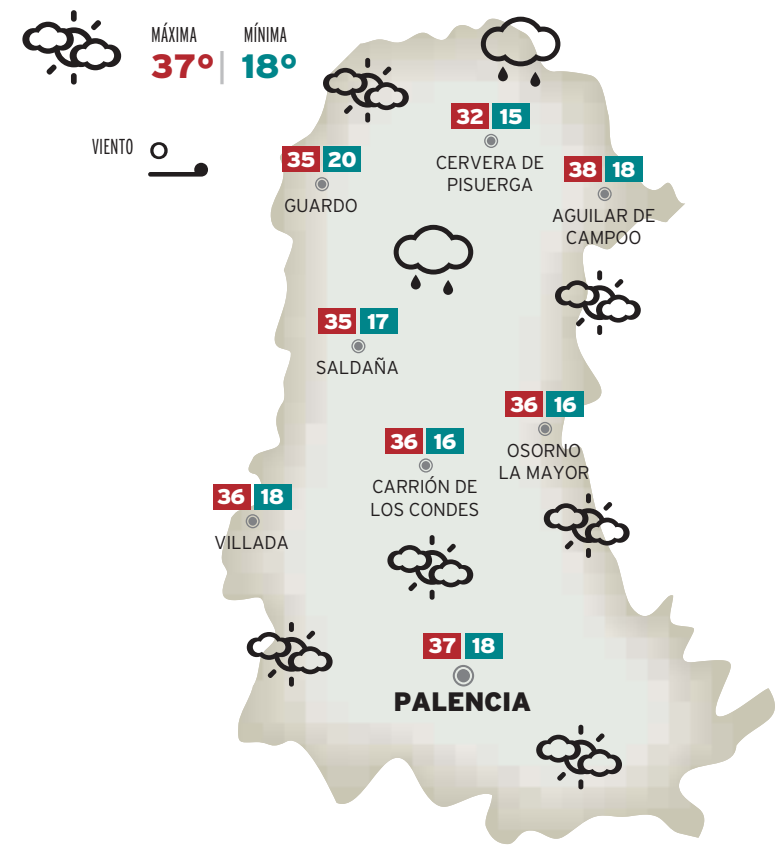 MÁXIMA
MÍNIMA
37°
18°
VIENTO
32 15
CERVERA DE
PISUERGA
35 20
GUARDO
38 18
AGUILAR DE
CAMPOO
35 17
SALDAÑA
36 16
OSORNO
LA MAYOR
36 16
CARRIÓN DE
LOS CONDES
36 18
VILLADA
37 18
PALENCIA